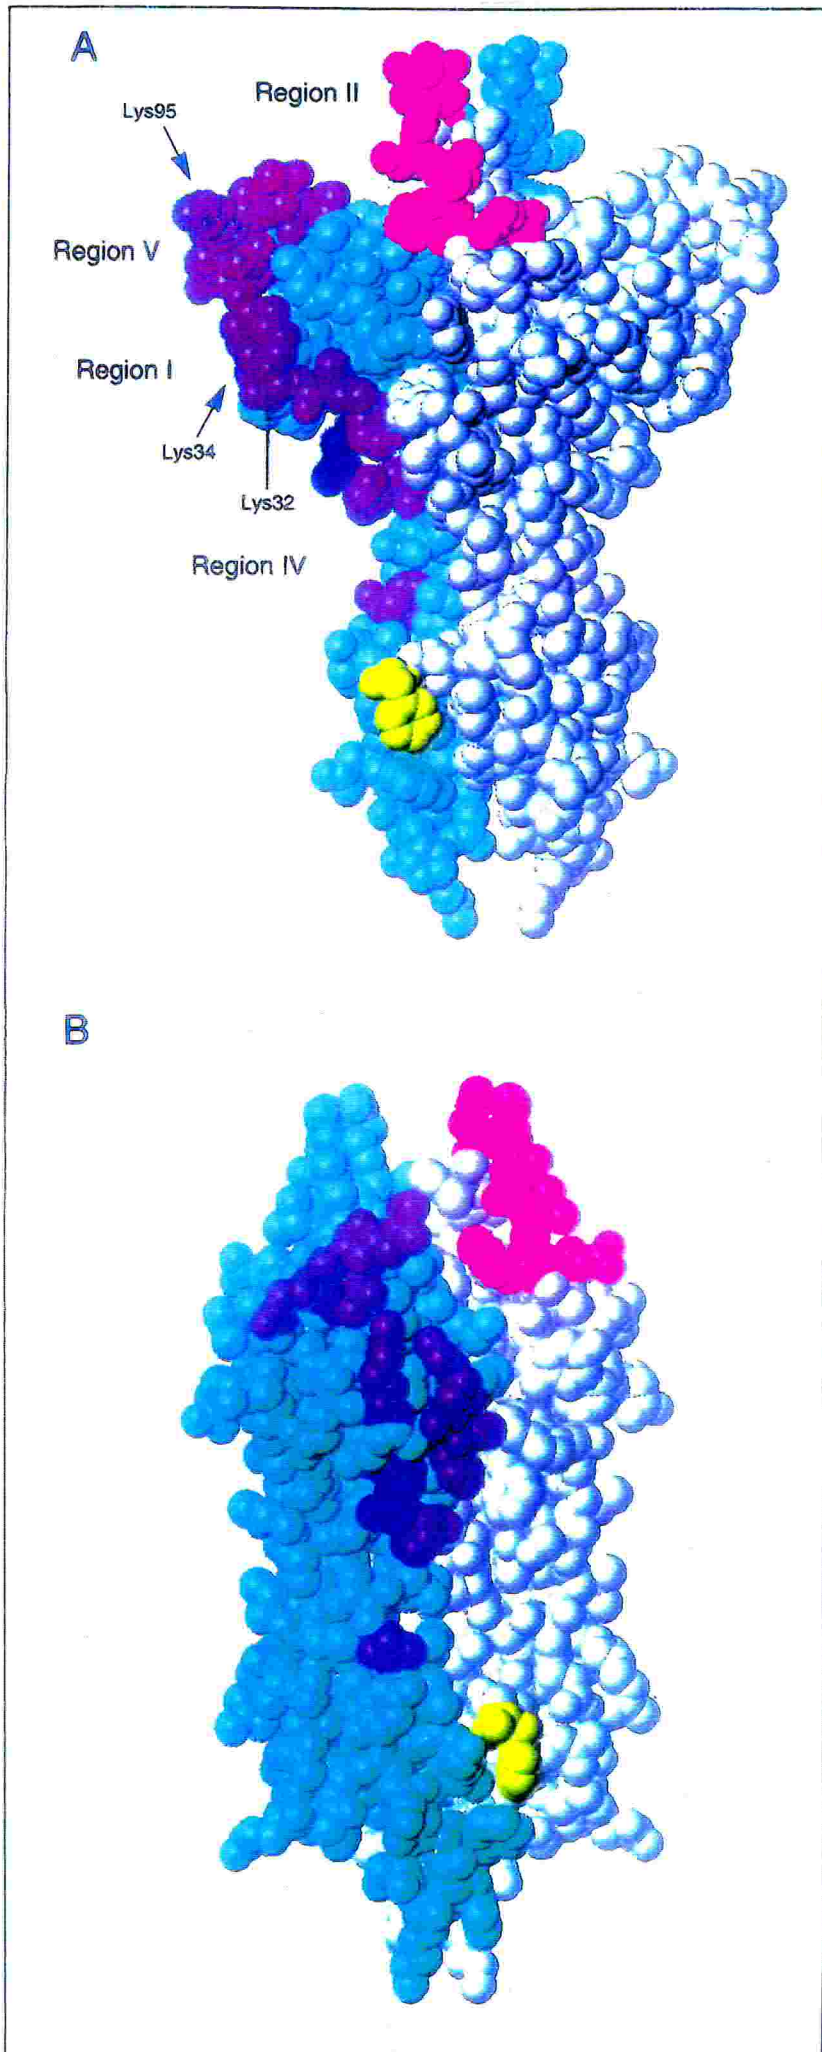 A
Region II
Lys95
Region V
Region I
Lys34
Lys32
Region IV
B